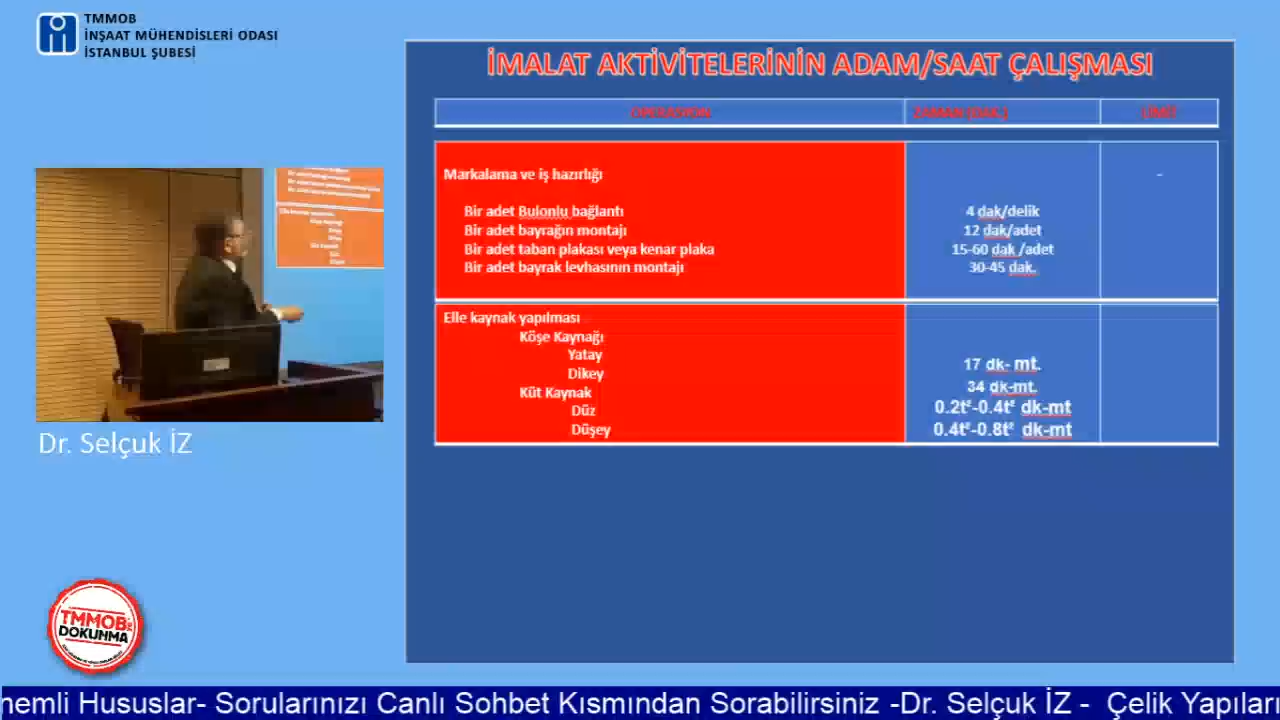 TMMOB
İNŞAAT MÜHENDİSLERİ ODASI
İSTANBUL ŞUBESİ
İMALAT AKTİVİTELERİNİN ADAM/SAAT ÇALIŞMASI
OPERASYON ZAMAN (DAK.)
Markalama ve iş hazırlığı -
Bir adet Bulonlu bağlantı 4 dak/delik
Bir adet bayrağın montajı 12 dak/adet
Bir adet taban plakası veya kenar plaka 15-60 dak /adet
Bir adet bayrak levhasının montajı 30-45 dak.
Elle kaynak yapılması
Köşe Kaynağı
Yatay 17 dk- mt.
Dikey 34 dk-mt.
Küt Kaynak
Düz 0.2t²-0.4t² dk-mt
Düşey 0.4t²-0.8t² dk-mt
Dr. Selçuk İZ
TMMOB
DOKUNMA
nemli Hususlar- Sorularınızı Canlı Sohbet Kısmından Sorabilirsiniz -Dr. Selçuk İZ - Çelik Yapıları